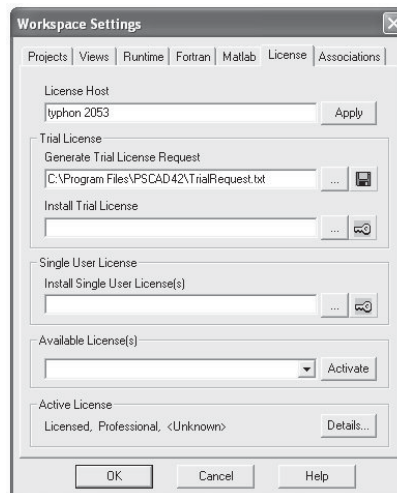 Workspace Settings
Projects Views Runtime Fortran Matlab License Associations
License Host
typhon 2053
Apply
Trial License
Generate Trial License Request
C:\Program Files\PSCAD42\TrialRequest.txt
...
Install Trial License
...
Single User License
Install Single User License(s)
...
Available License(s)
Activate
Active License
Licensed, Professional, <Unknown>
Details...
OK Cancel Help